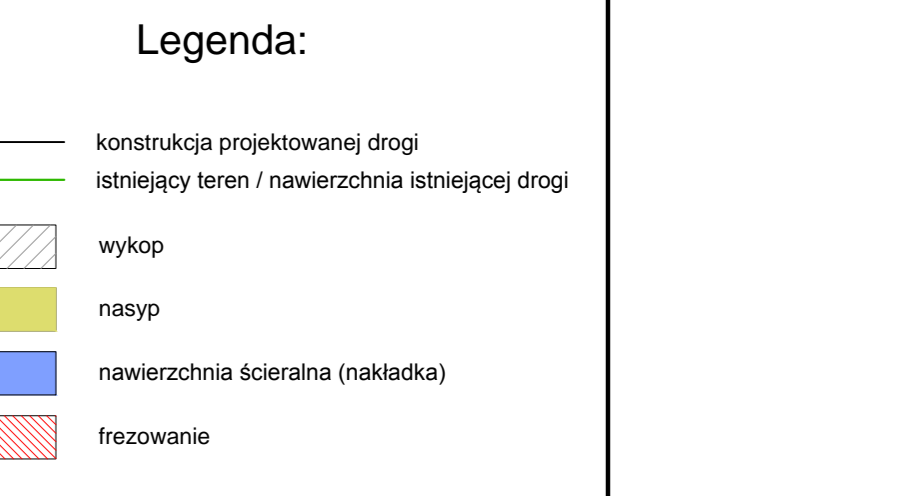 Legenda:
konstrukcja projektowanej drogi
istniejący teren / nawierzchnia istniejącej drogi
wykop
nasyp
nawierzchnia ścieralna (nakładka)
frezowanie